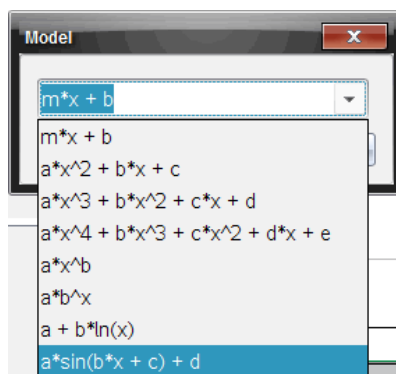 Model
m*x + b
m*x + b
a*x^2 + b*x + c
a*x^3 + b*x^2 + c*x + d
a*x^4 + b*x^3 + c*x^2 + d*x + e
a*x^b
a*b^x
a + b*ln(x)
a*sin(b*x + c) + d